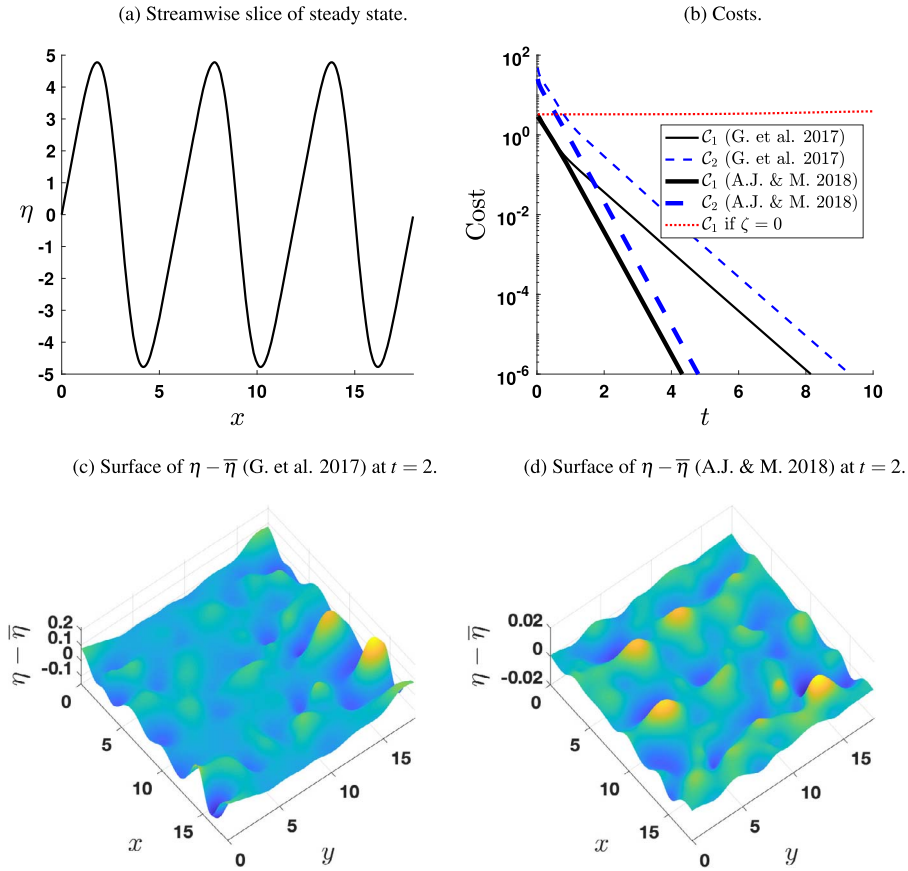 (a) Streamwise slice of steady state.
(b) Costs.
5
4
3
2
1
η 0
-1
-2
-3
-4
-5
0 5 10 15
x
10^2
10^0
10^-2
10^-4
10^-6
Cost
C₁ (G. et al. 2017)
C₂ (G. et al. 2017)
C₁ (A.J. & M. 2018)
C₂ (A.J. & M. 2018)
C₁ if ζ = 0
0 2 4 6 8 10
t
(c) Surface of η − η̅ (G. et al. 2017) at t = 2.
(d) Surface of η − η̅ (A.J. & M. 2018) at t = 2.
η − η̅
0.2
0.1
0
-0.1
0
5
10
15
x
0
5
10
15
y
η − η̅
0.02
0
-0.02
0
5
10
15
x
0
5
10
15
y